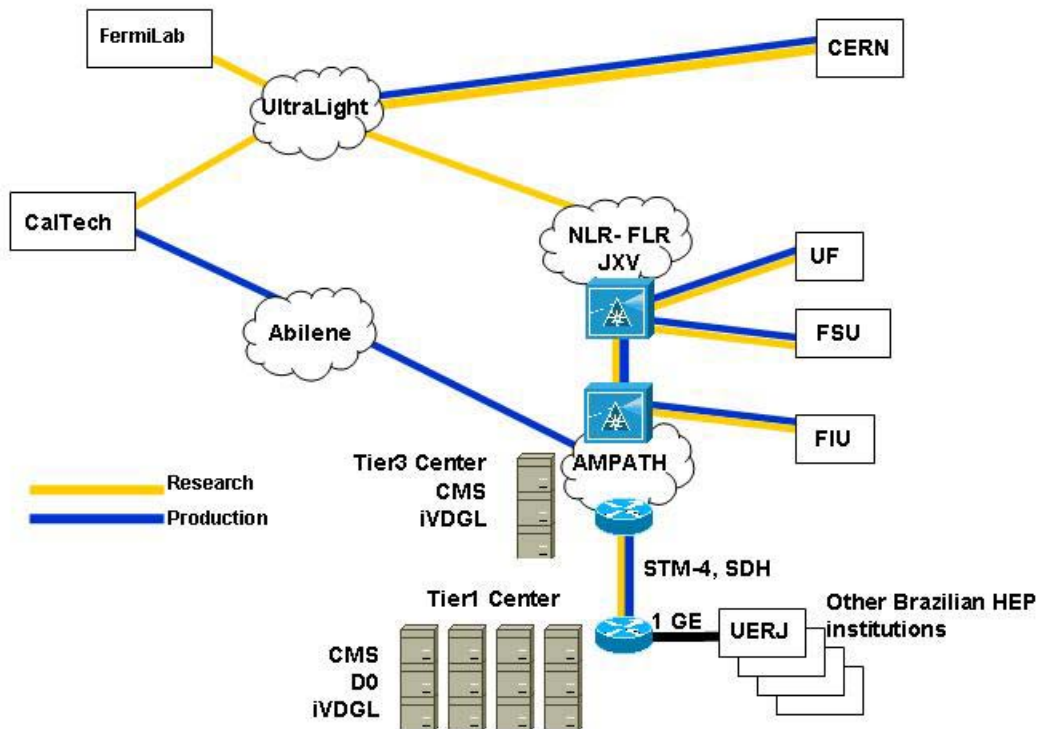 FermiLab
CERN
UltraLight
CalTech
NLR- FLR
JXV
UF
Abilene
FSU
FIU
Tier3 Center
CMS
iVDGL
AMPATH
Research
Production
STM-4, SDH
Tier1 Center
1 GE
UERJ
Other Brazilian HEP
institutions
CMS
D0
iVDGL